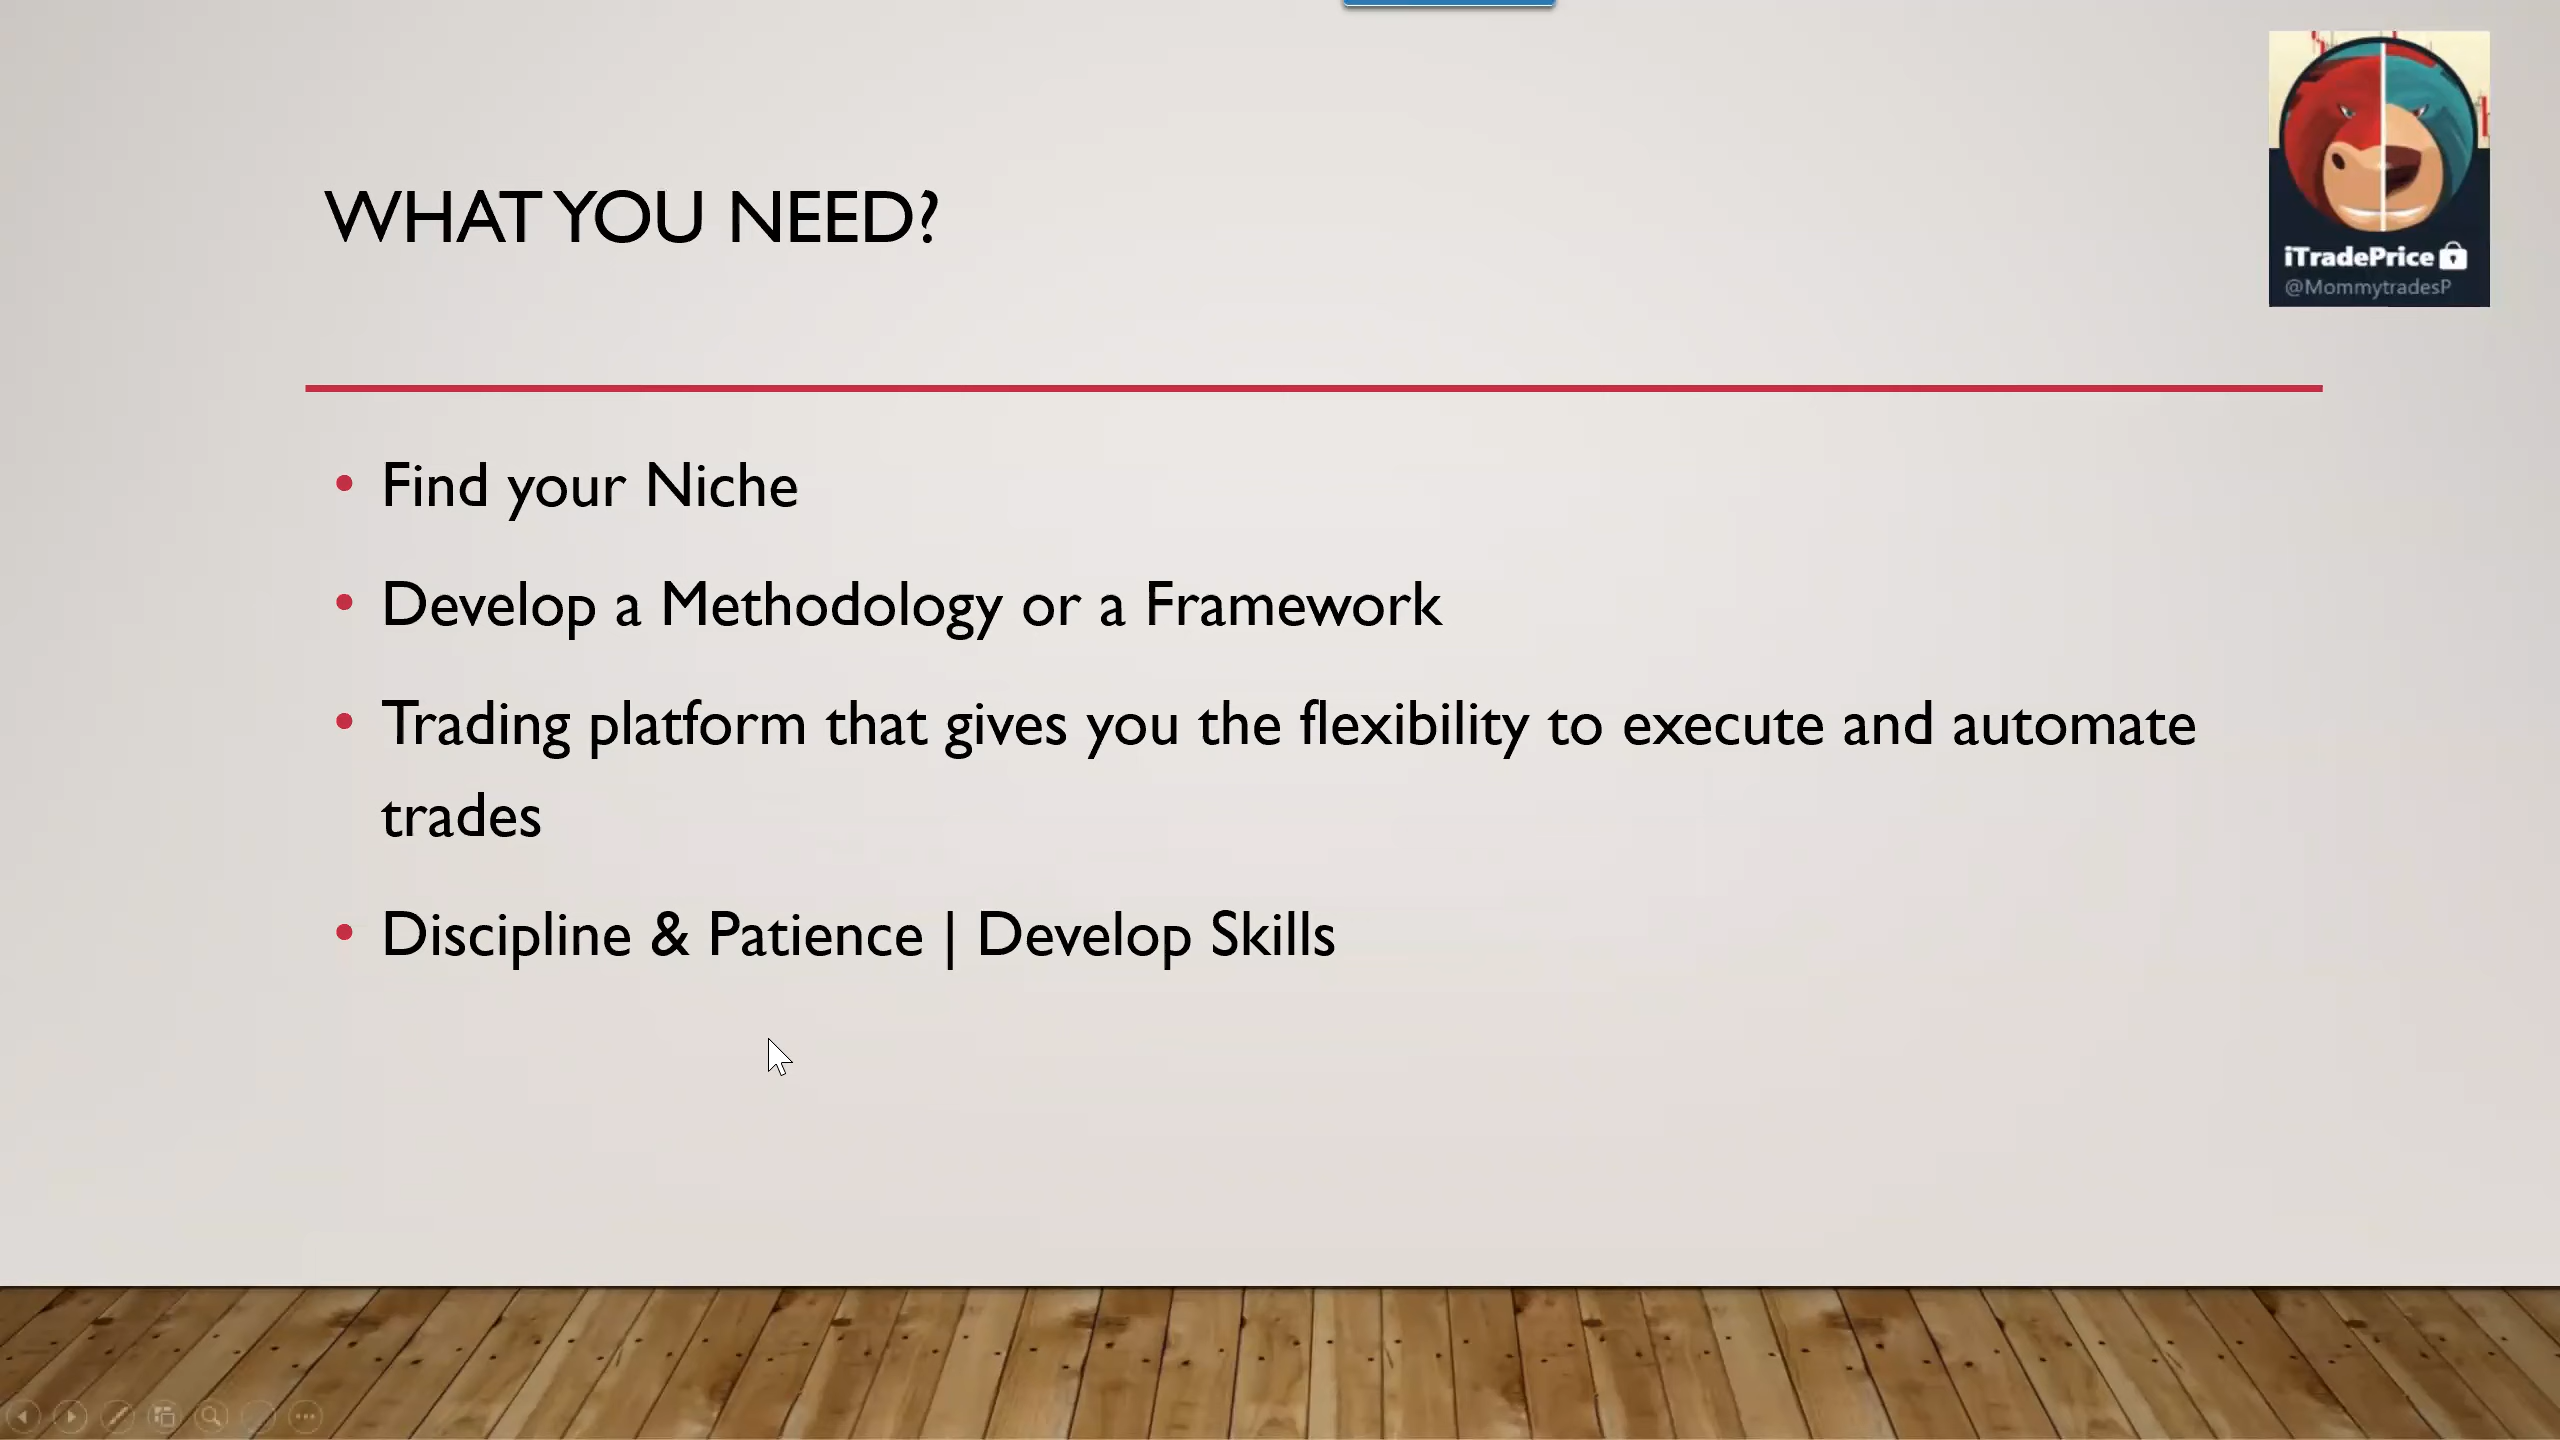 WHAT YOU NEED?
iTradePrice
@MommytradesP
• Find your Niche
• Develop a Methodology or a Framework
• Trading platform that gives you the flexibility to execute and automate
trades
• Discipline & Patience | Develop Skills